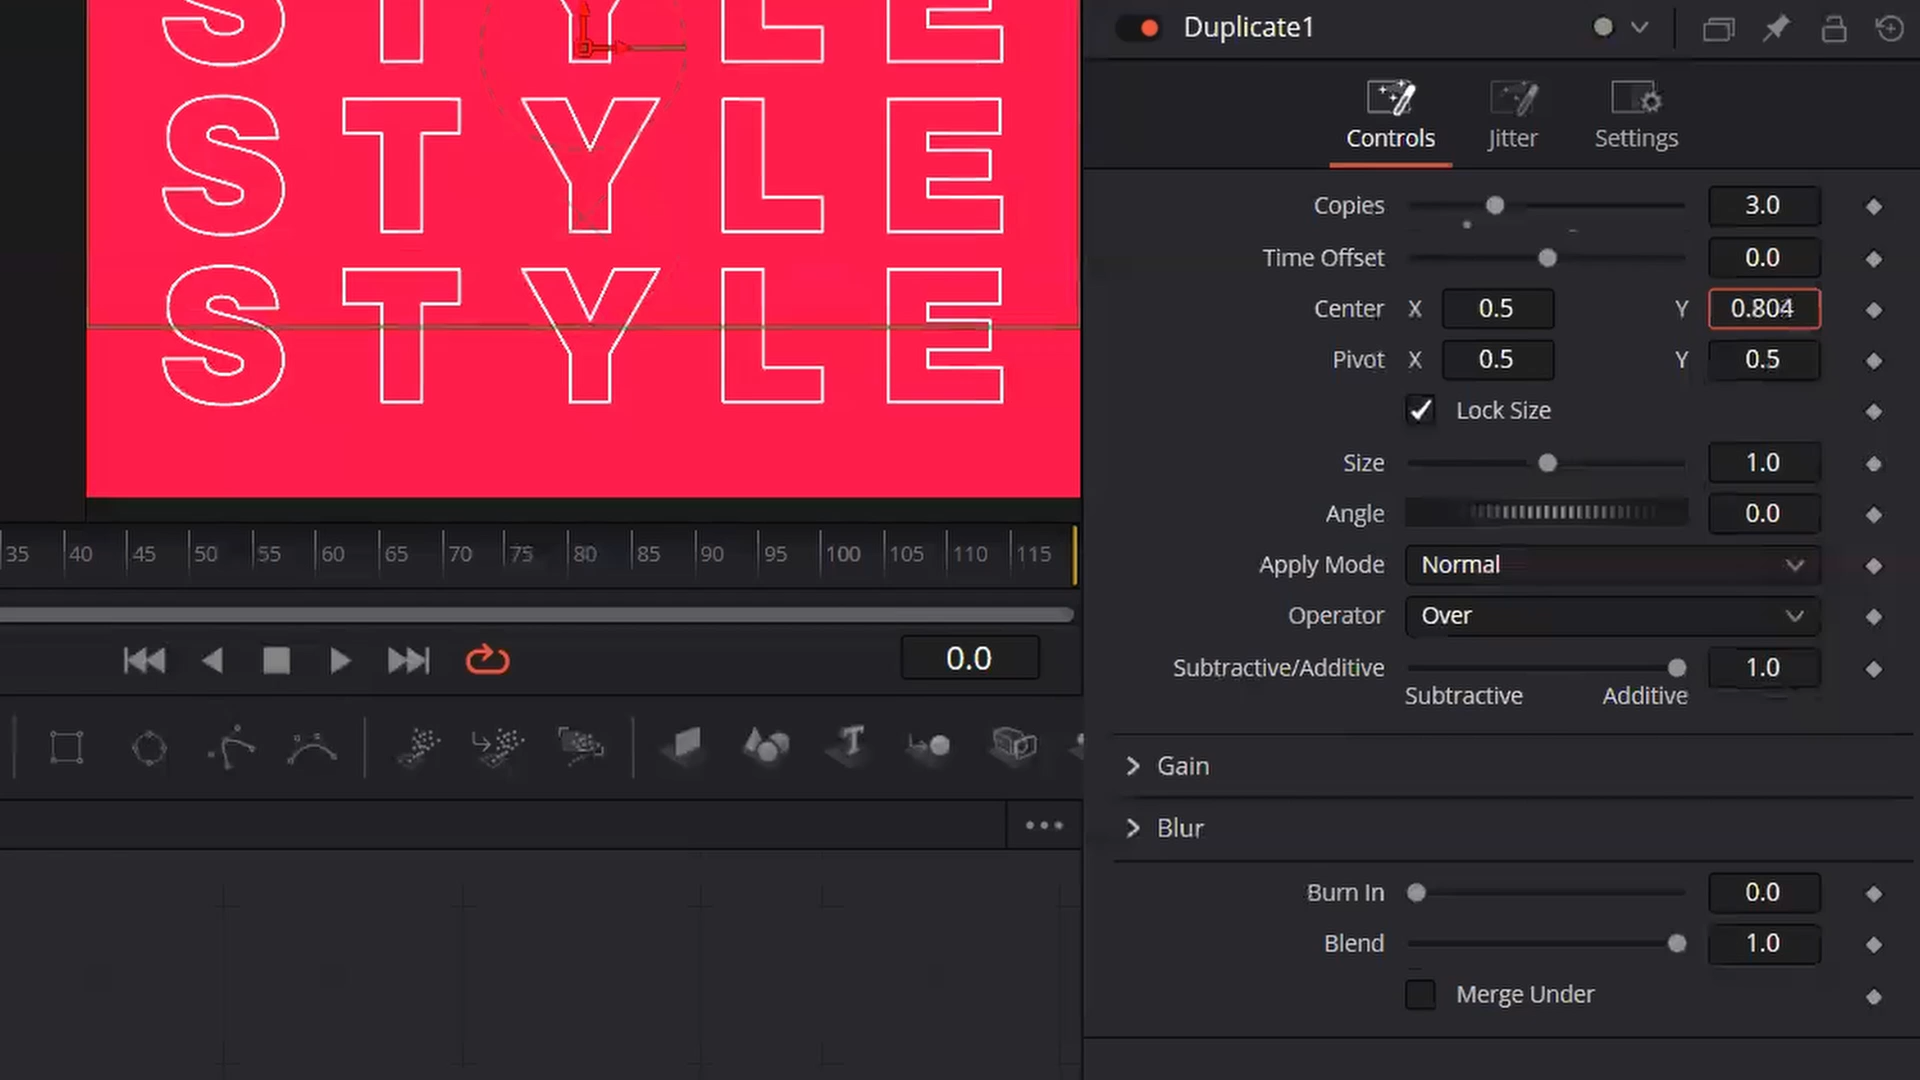 STYLE
STYLE
STYLE
35 40 45 50 55 60 65 70 75 80 85 90 95 100 105 110 115
0.0
Duplicate1
Controls Jitter Settings
Copies 3.0
Time Offset 0.0
Center X 0.5 Y 0.804
Pivot X 0.5 Y 0.5
Lock Size
Size 1.0
Angle 0.0
Apply Mode Normal
Operator Over
Subtractive/Additive 1.0
Subtractive Additive
Gain
Blur
Burn In 0.0
Blend 1.0
Merge Under